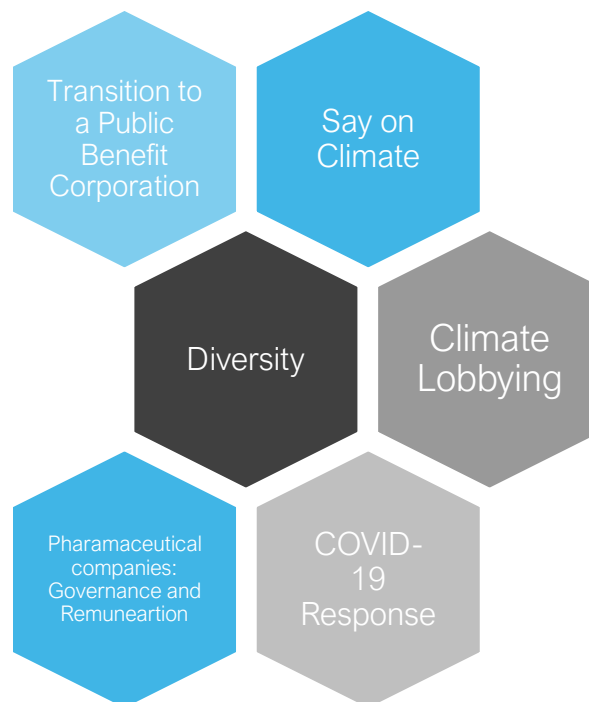 Transition to
a Public
Benefit
Corporation
Say on
Climate
Diversity
Climate
Lobbying
Pharamaceutical
companies:
Governance and
Remuneartion
COVID-
19
Response